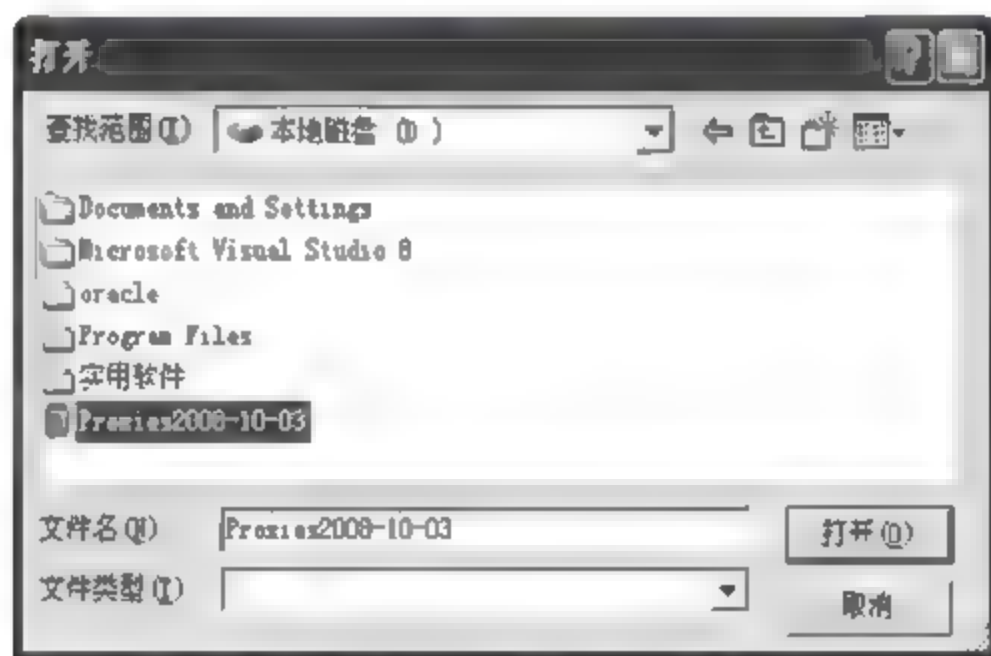 打开
查找范围(I) 本地磁盘 (D )
Documents and Settings
Microsoft Visual Studio 8
oracle
Program Files
实用软件
Proxies2008-10-03
文件名(N) Proxies2008-10-03 打开(O)
文件类型(T) 取消